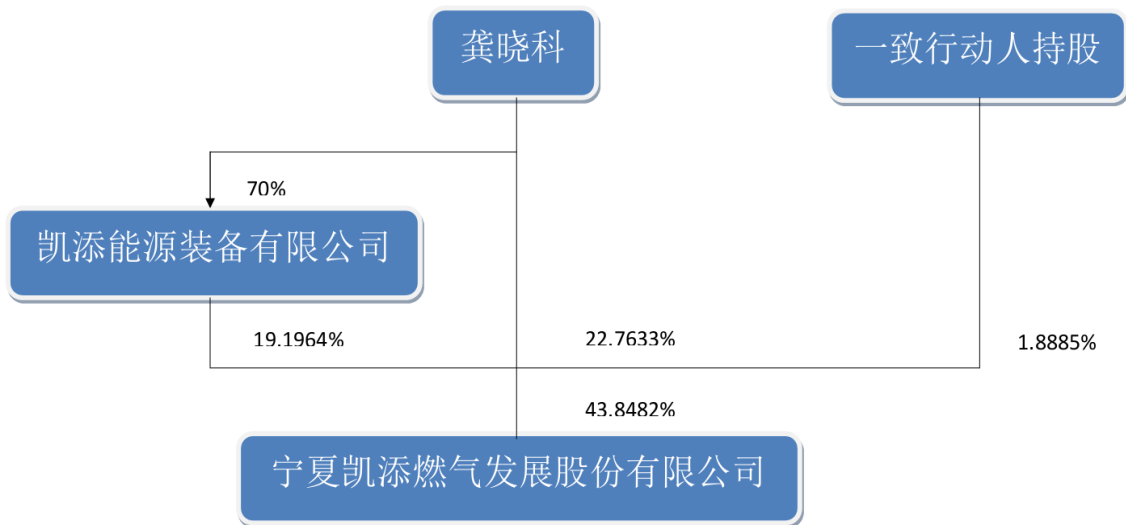 龚晓科
一致行动人持股
70%
凯添能源装备有限公司
19.1964%
22.7633%
1.8885%
43.8482%
宁夏凯添燃气发展股份有限公司